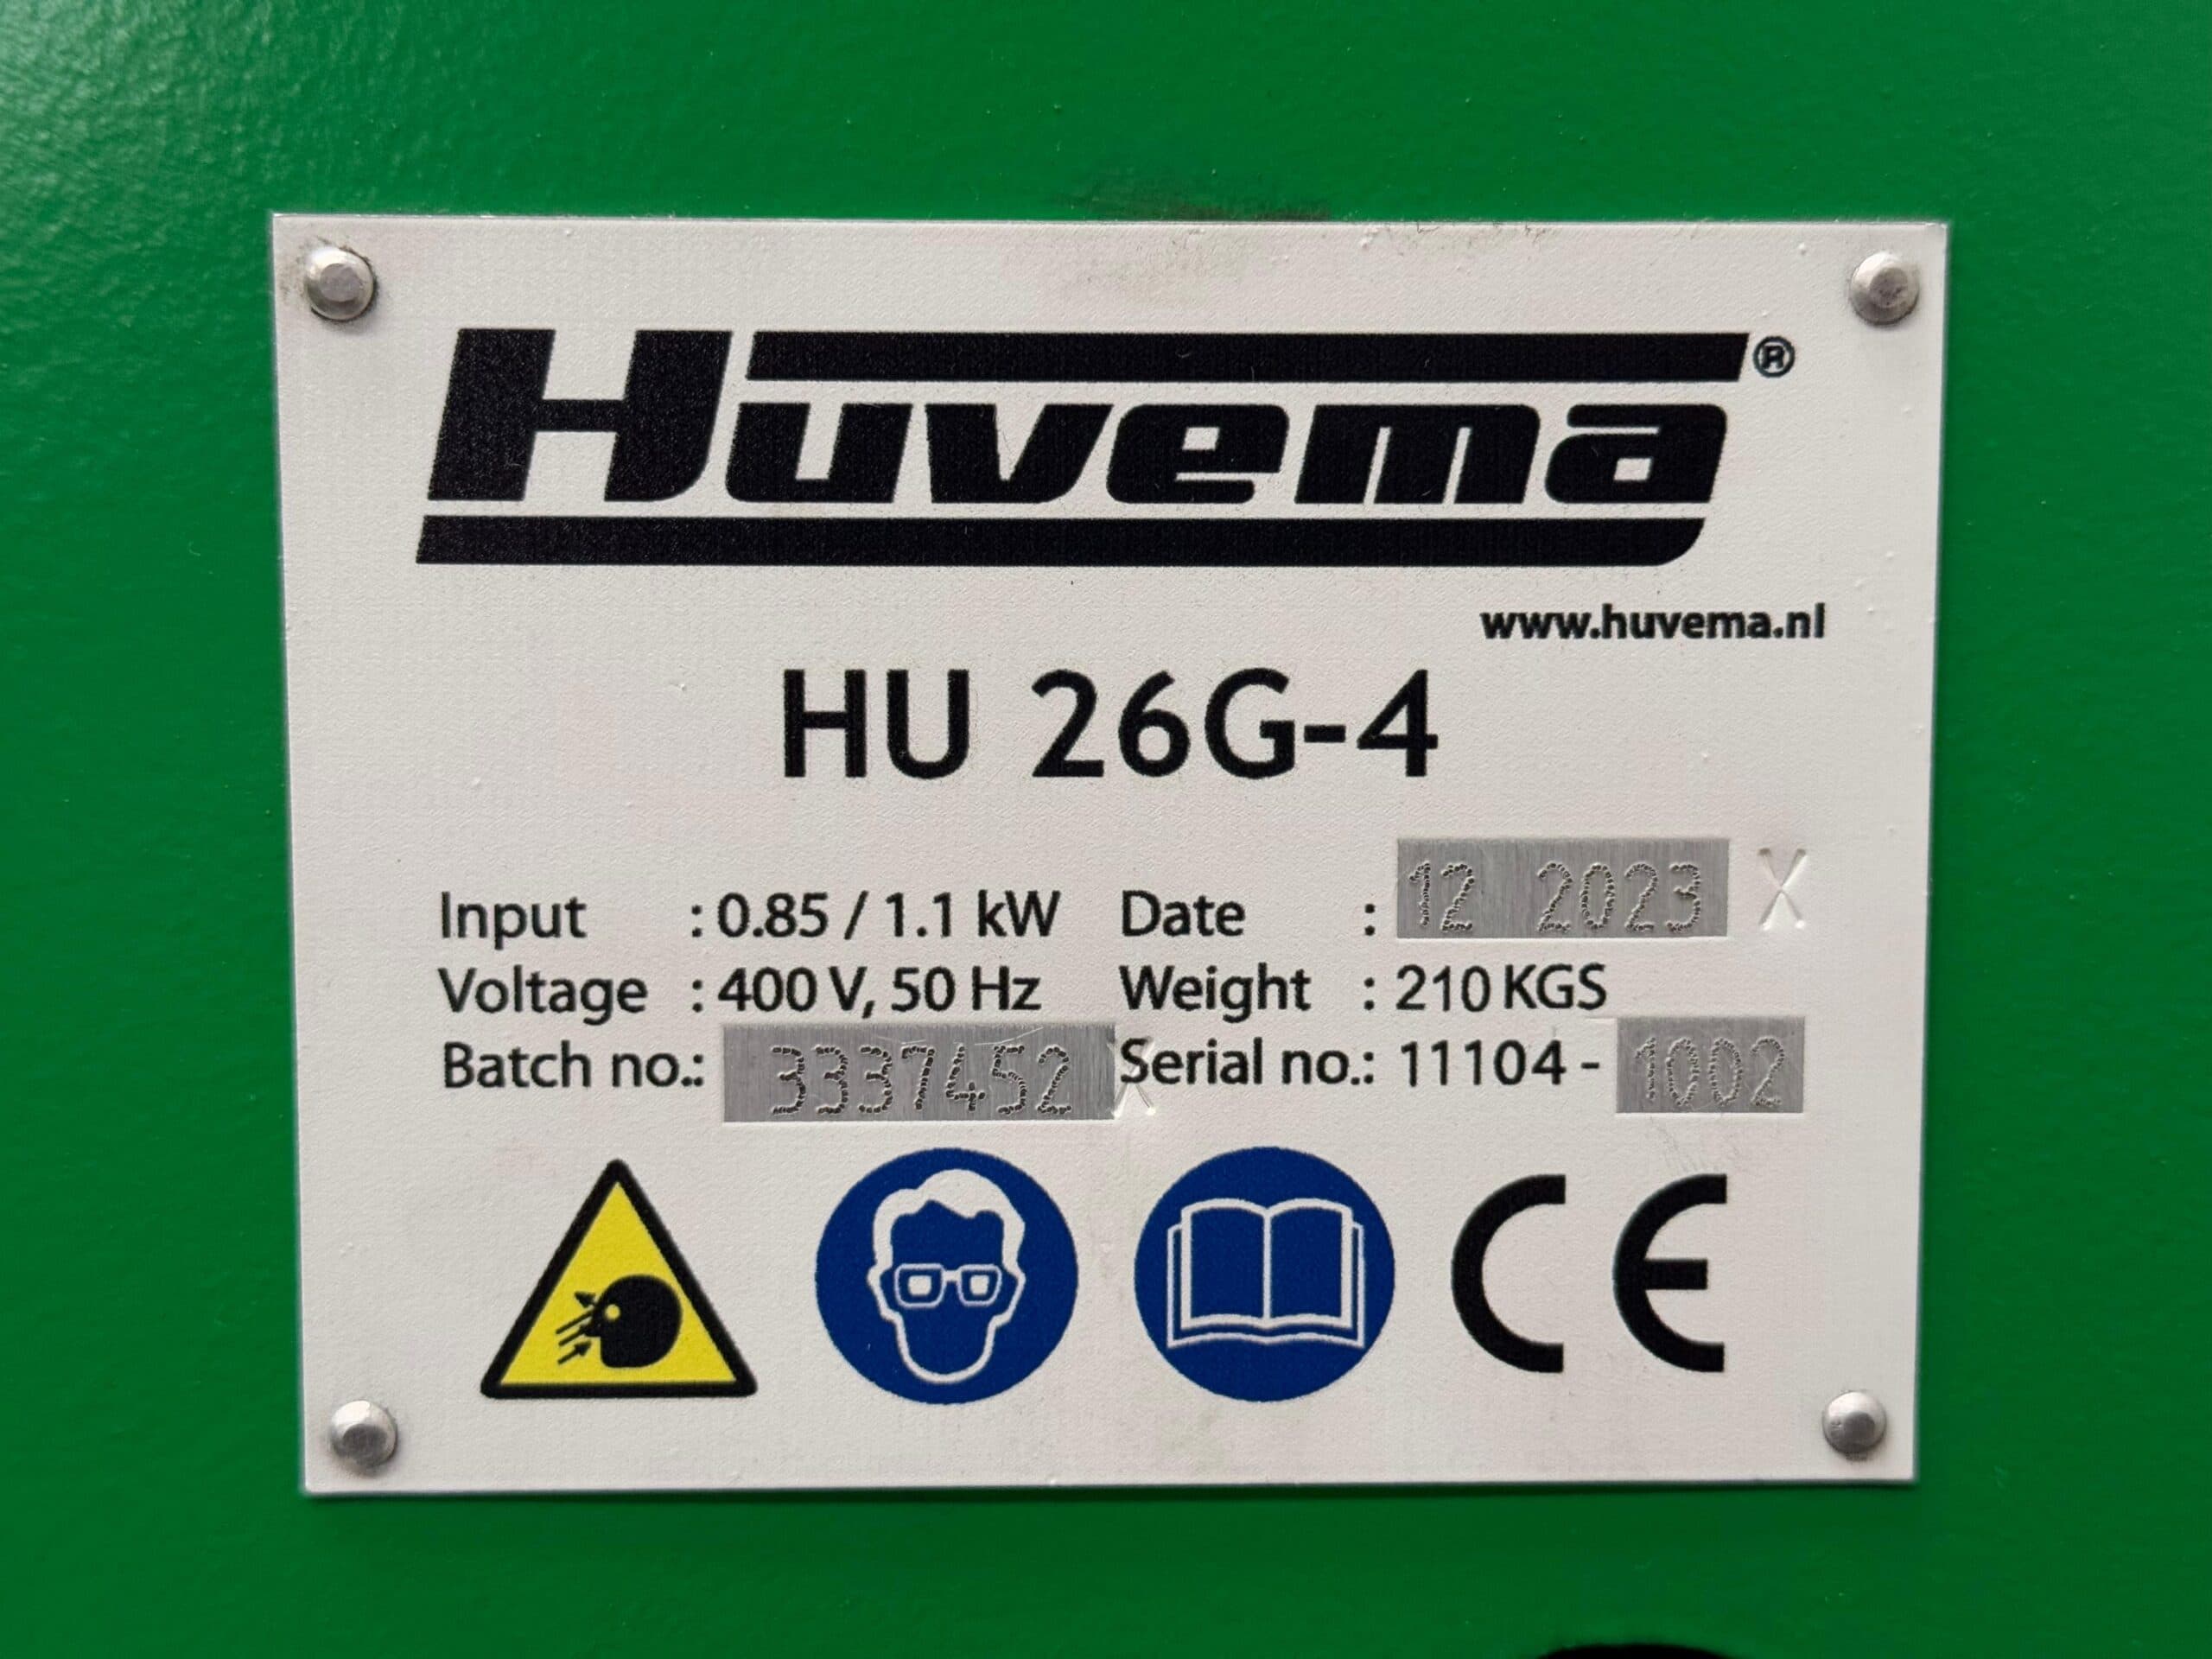 Huvema®
www.huvema.nl
HU 26G-4
Input : 0.85 / 1.1 kW Date : 12 2023 X
Voltage : 400 V, 50 Hz Weight : 210 KGS
Batch no.: 3337452 Serial no.: 11104 - 1002
CE